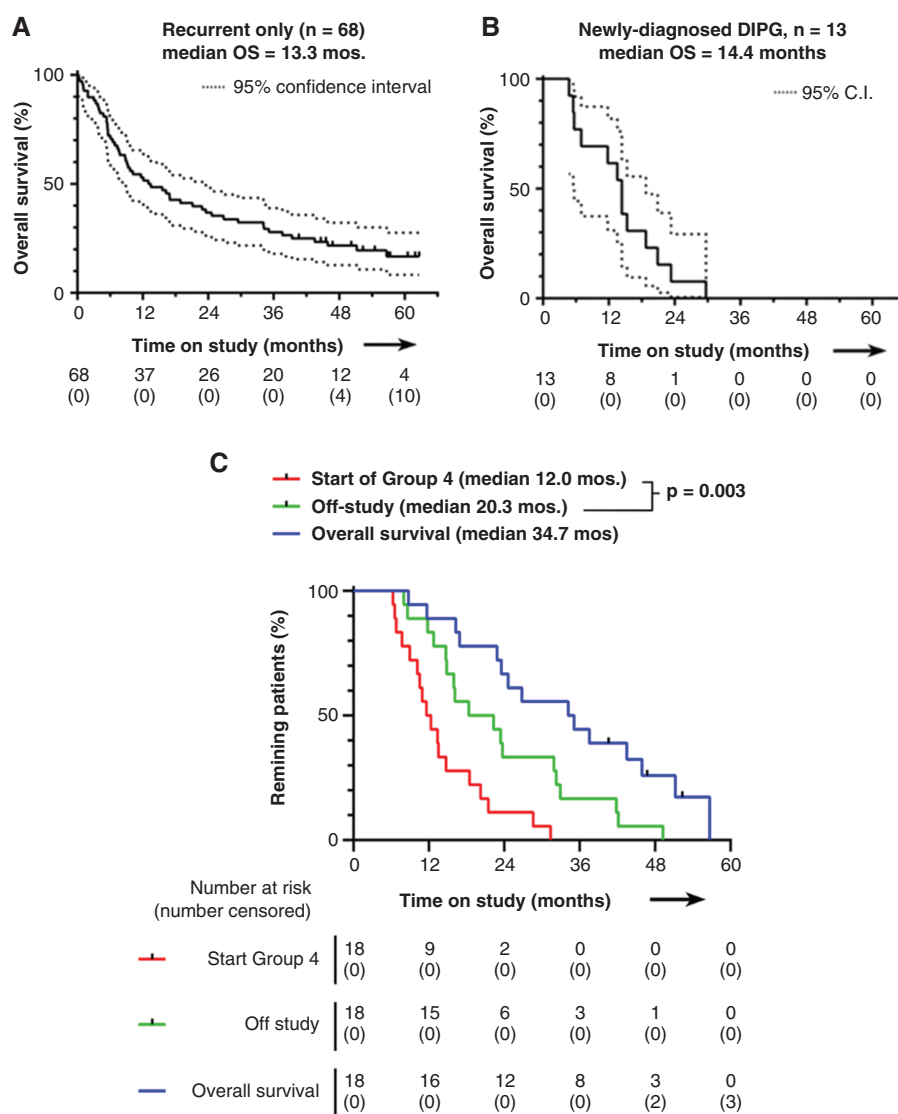 A
Recurrent only (n = 68)
median OS = 13.3 mos.
95% confidence interval
Overall survival (%)
100
50
0
0 12 24 36 48 60
Time on study (months)
68 37 26 20 12 4
(0) (0) (0) (0) (4) (10)
B
Newly-diagnosed DIPG, n = 13
median OS = 14.4 months
95% C.I.
Overall survival (%)
100
50
0
0 12 24 36 48 60
Time on study (months)
13 8 1 0 0 0
(0) (0) (0) (0) (0) (0)
C
Start of Group 4 (median 12.0 mos.)
Off-study (median 20.3 mos.)
p = 0.003
Overall survival (median 34.7 mos)
Remining patients (%)
100
50
0
0 12 24 36 48 60
Time on study (months)
Number at risk
(number censored)
Start Group 4
18 9 2 0 0 0
(0) (0) (0) (0) (0) (0)
Off study
18 15 6 3 1 0
(0) (0) (0) (0) (0) (0)
Overall survival
18 16 12 8 3 0
(0) (0) (0) (0) (2) (3)